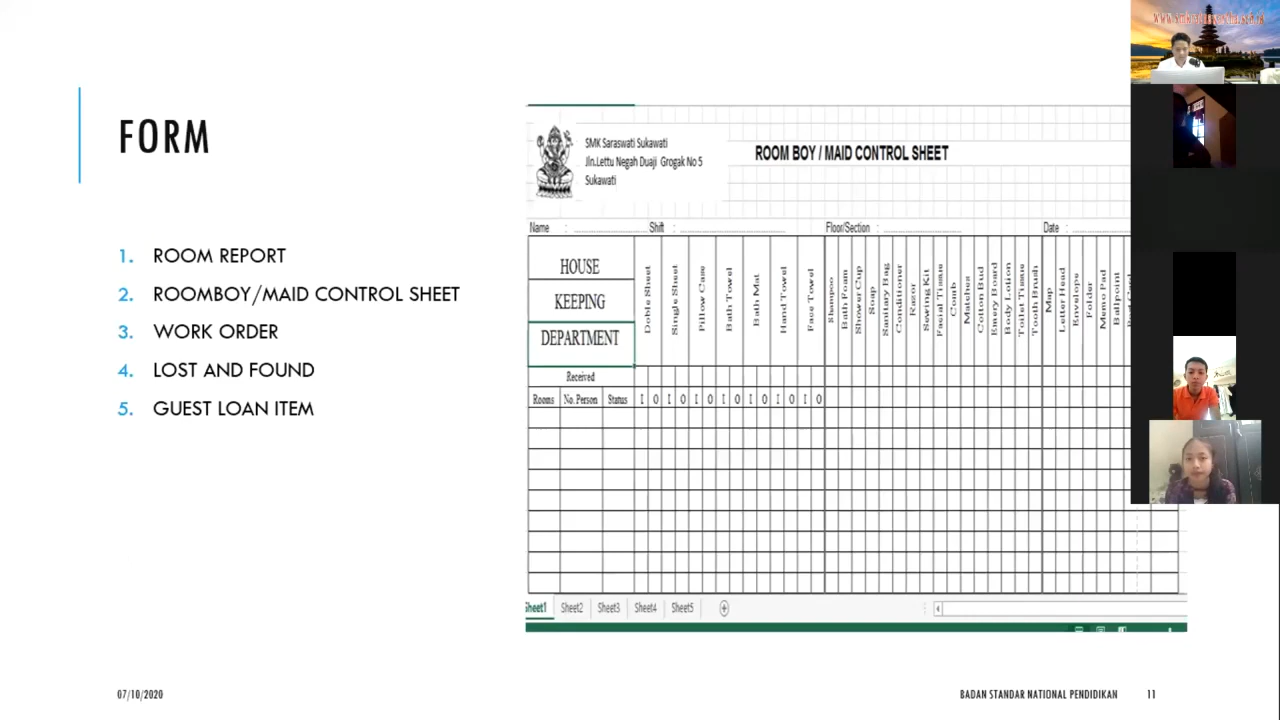 FORM
1. ROOM REPORT
2. ROOMBOY/MAID CONTROL SHEET
3. WORK ORDER
4. LOST AND FOUND
5. GUEST LOAN ITEM
SMK Saraswati Sukawati
Jln.Lettu Negah Duaji Grogak No 5
Sukawati
ROOM BOY / MAID CONTROL SHEET
Name : Shift : Floor/Section : Date :
HOUSE
KEEPING
DEPARTMENT
Doble Sheet
Single Sheet
Pillow Case
Bath Towel
Bath Mat
Hand Towel
Face Towel
Shampoo
Bath Foam
Shower Cup
Soap
Sanitary Bag
Conditioner
Razor
Sewing Kit
Facial Tissue
Comb
Matches
Cotton Bud
Emery Board
Body Lotion
Toilet Tissue
Tooth Brush
Map
Letter Head
Envelope
Folder
Memo Pad
Ballpoint
Received
Rooms No. Person Status I O I O I O I O I O I O I O
Sheet1 Sheet2 Sheet3 Sheet4 Sheet5
07/10/2020
BADAN STANDAR NATIONAL PENDIDIKAN 11